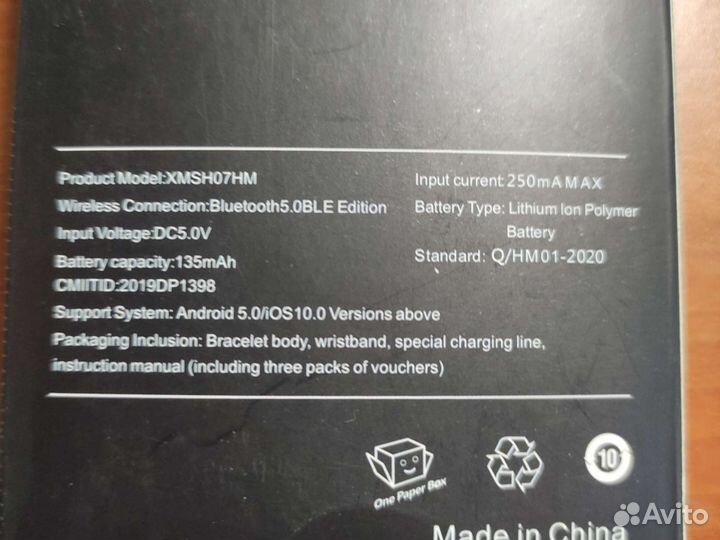 Product Model:XMSH07HM
Wireless Connection:Bluetooth5.0BLE Edition
Input Voltage:DC5.0V
Battery capacity:135mAh
CMIITID:2019DP1398
Input current:250mAMAX
Battery Type: Lithium Ion Polymer
Battery
Standard: Q/HM01-2020
Support System: Android 5.0/iOS10.0 Versions above
Packaging Inclusion: Bracelet body, wristband, special charging line,
instruction manual (including three packs of vouchers)
One Paper Box
10
Made in China
Avito